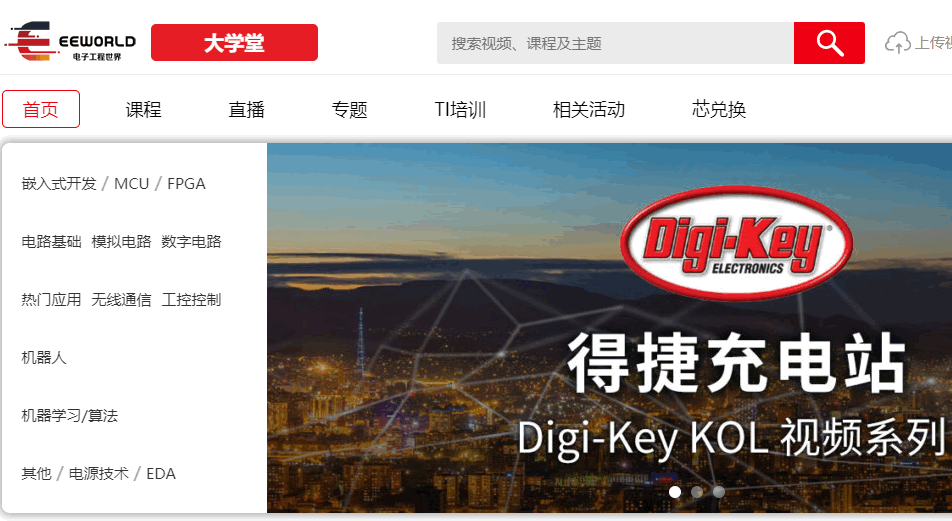 EEWORLD
电子工程世界
大学堂
搜索视频、课程及主题
上传视
首页 课程 直播 专题 TI培训 相关活动 芯兑换
嵌入式开发 / MCU / FPGA
电路基础 模拟电路 数字电路
热门应用 无线通信 工控控制
机器人
机器学习/算法
其他 / 电源技术 / EDA
Digi-Key®
ELECTRONICS
得捷充电站
Digi-Key KOL 视频系列